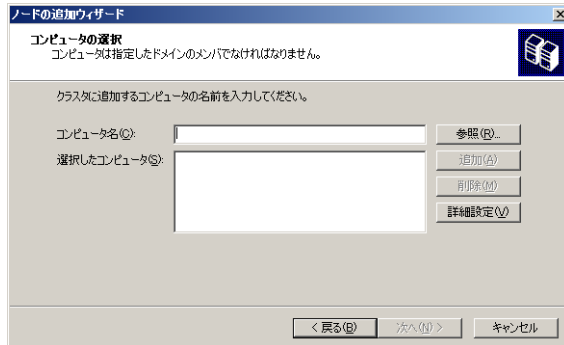 ノードの追加ウィザード
コンピュータの選択
コンピュータは指定したドメインのメンバでなければなりません。
クラスタに追加するコンピュータの名前を入力してください。
コンピュータ名(C):
参照(R)...
選択したコンピュータ(S):
追加(A)
削除(M)
詳細設定(V)
< 戻る(B)
次へ(N) >
キャンセル